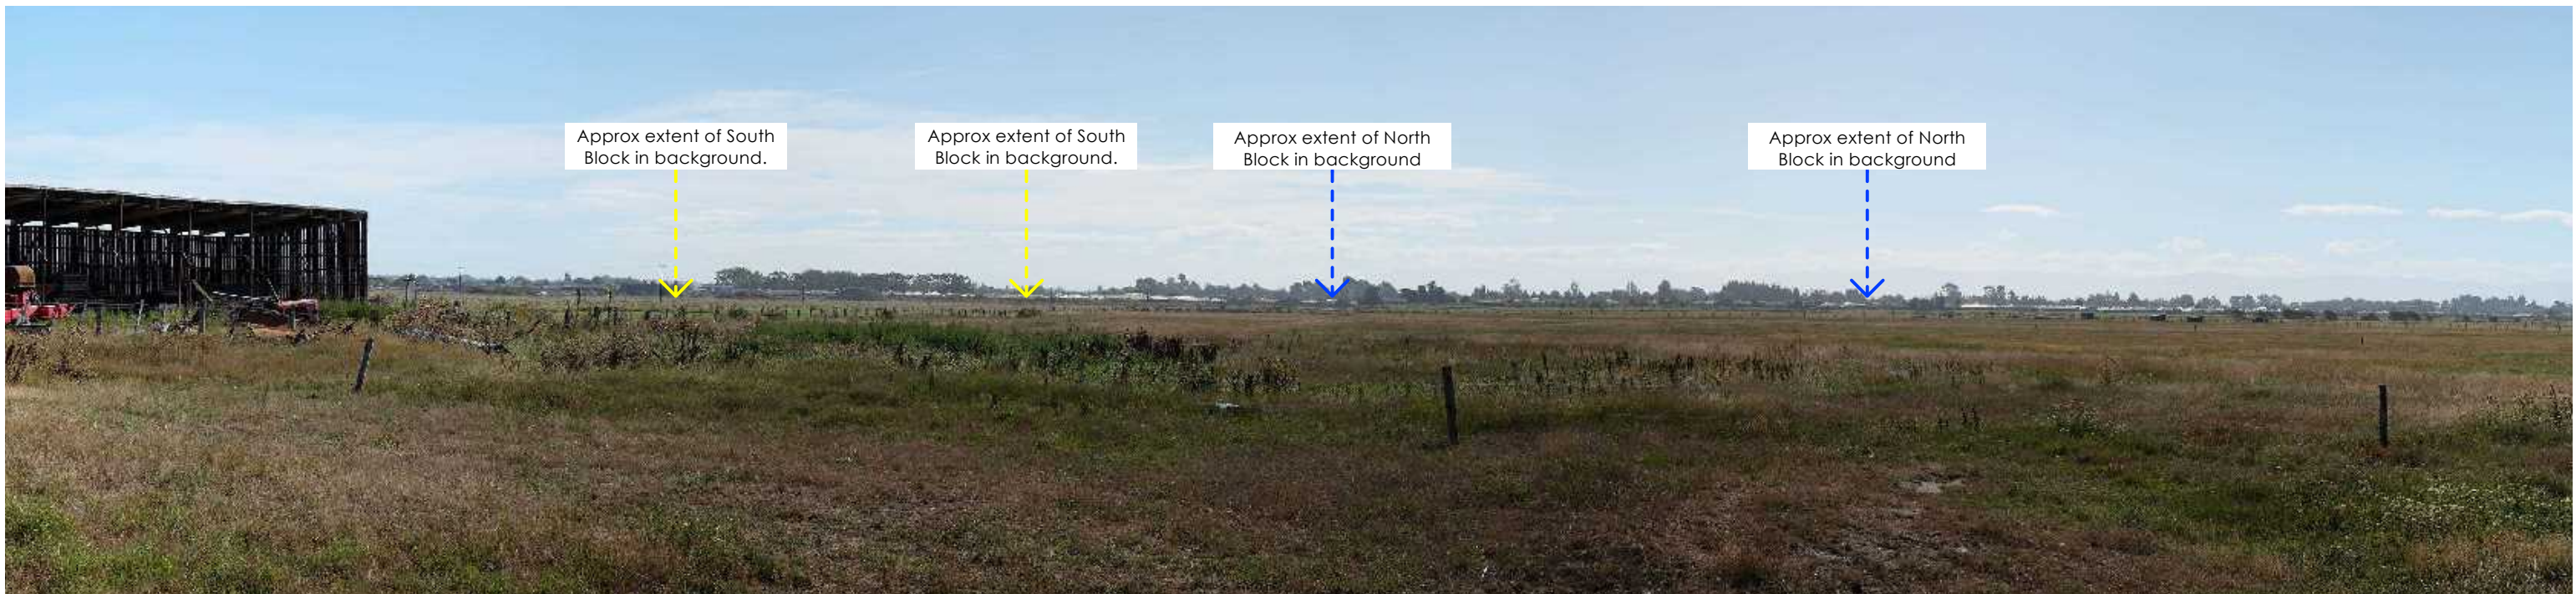 Approx extent of South
Block in background.
Approx extent of South
Block in background.
Approx extent of North
Block in background
Approx extent of North
Block in background